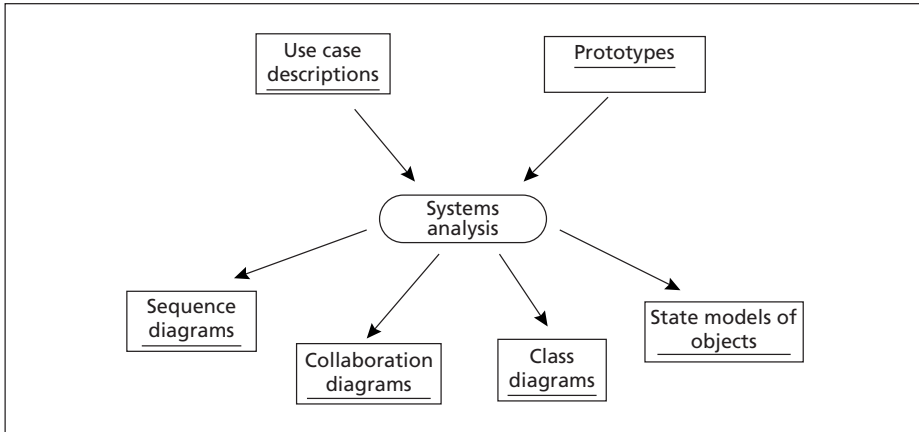 Use case
descriptions
Prototypes
Systems
analysis
Sequence
diagrams
Collaboration
diagrams
Class
diagrams
State models of
objects